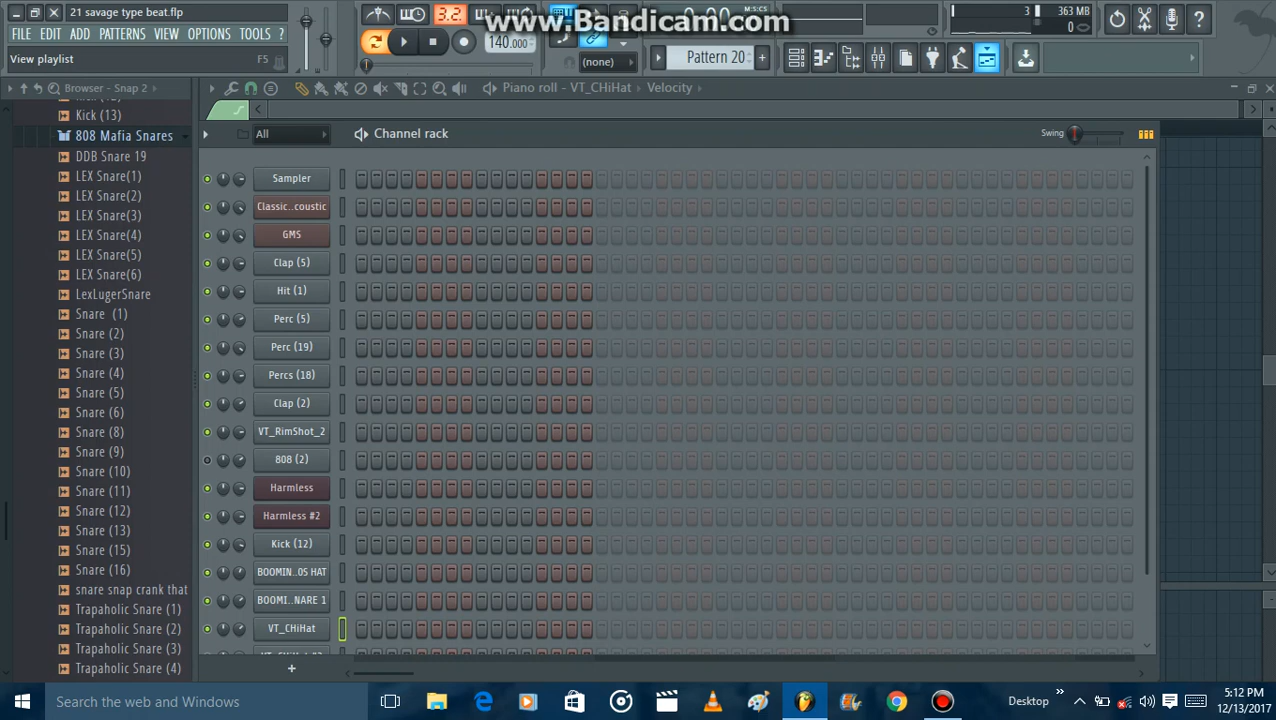 21 savage type beat.flp
www.Bandicam.com
3.2
3
363 MB
0
FILE EDIT ADD PATTERNS VIEW OPTIONS TOOLS ?
140.000
View playlist
F5
(none)
Pattern 20
Browser - Snap 2
Piano roll - VT_CHiHat
Velocity
Kick (13)
808 Mafia Snares
DDB Snare 19
LEX Snare(1)
LEX Snare(2)
LEX Snare(3)
LEX Snare(4)
LEX Snare(5)
LEX Snare(6)
LexLugerSnare
Snare (1)
Snare (2)
Snare (3)
Snare (4)
Snare (5)
Snare (6)
Snare (8)
Snare (9)
Snare (10)
Snare (11)
Snare (12)
Snare (13)
Snare (15)
Snare (16)
snare snap crank that
Trapaholic Snare (1)
Trapaholic Snare (2)
Trapaholic Snare (3)
Trapaholic Snare (4)
All
Channel rack
Swing
Sampler
Classic..coustic
GMS
Clap (5)
Hit (1)
Perc (5)
Perc (19)
Percs (18)
Clap (2)
VT_RimShot_2
808 (2)
Harmless
Harmless #2
Kick (12)
BOOMIN..OS HAT
BOOMI..NARE 1
VT_CHiHat
+
Search the web and Windows
Desktop
5:12 PM
12/13/2017